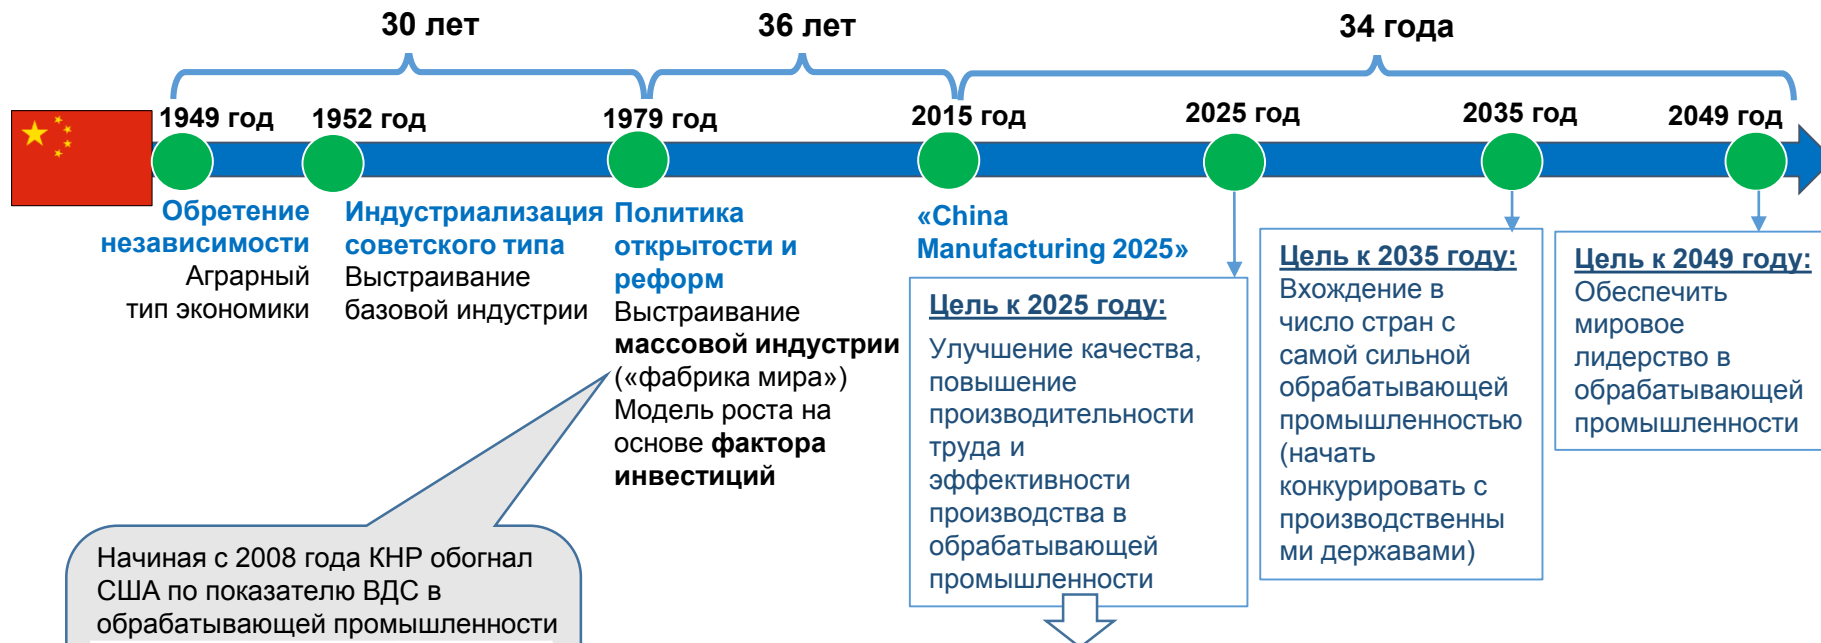 30 лет
36 лет
34 года
1949 год
1952 год
1979 год
2015 год
2025 год
2035 год
2049 год
Обретение
независимости
Аграрный
тип экономики
Индустриализация
советского типа
Выстраивание
базовой индустрии
Политика
открытости и
реформ
Выстраивание
массовой индустрии
(«фабрика мира»)
Модель роста на
основе фактора
инвестиций
«China
Manufacturing 2025»
Цель к 2025 году:
Улучшение качества,
повышение
производительности
труда и
эффективности
производства в
обрабатывающей
промышленности
Цель к 2035 году:
Вхождение в
число стран с
самой сильной
обрабатывающей
промышленностью
(начать
конкурировать с
производственны
ми державами)
Цель к 2049 году:
Обеспечить
мировое
лидерство в
обрабатывающей
промышленности
Начиная с 2008 года КНР обогнал
США по показателю ВДС в
обрабатывающей промышленности